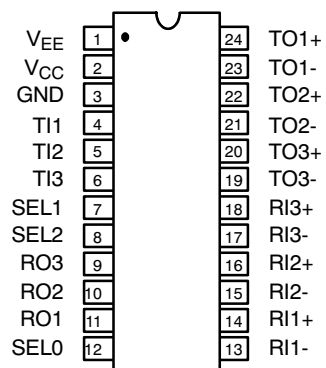 VEE 1 24 TO1+
VCC 2 23 TO1-
GND 3 22 TO2+
TI1 4 21 TO2-
TI2 5 20 TO3+
TI3 6 19 TO3-
SEL1 7 18 RI3+
SEL2 8 17 RI3-
RO3 9 16 RI2+
RO2 10 15 RI2-
RO1 11 14 RI1+
SEL0 12 13 RI1-